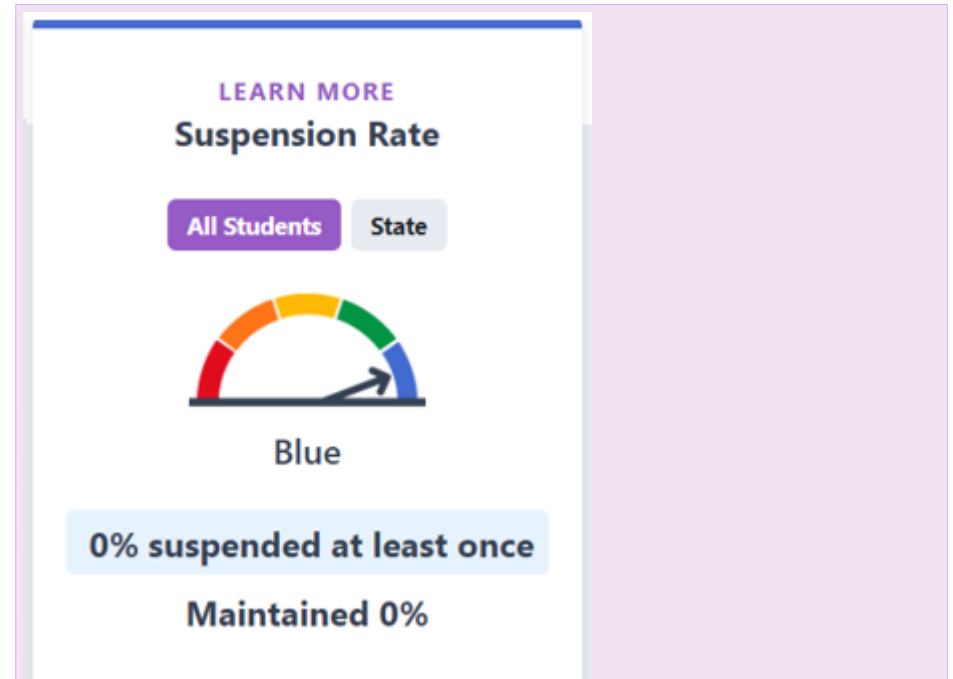 LEARN MORE
Suspension Rate
All Students State
Blue
0% suspended at least once
Maintained 0%